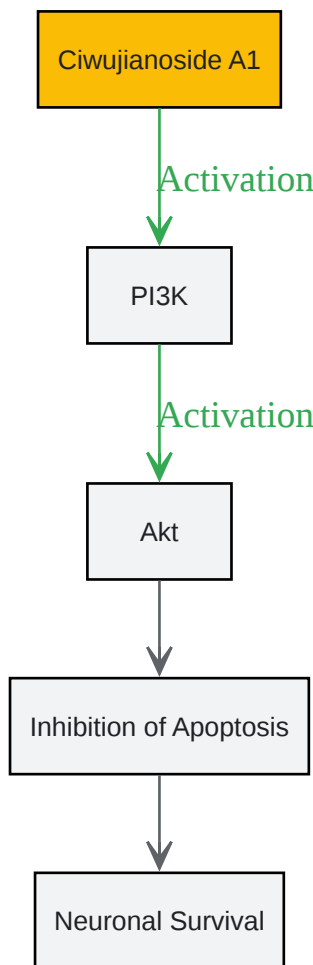 Ciwujianoside A1
Activation
PI3K
Activation
Akt
Inhibition of Apoptosis
Neuronal Survival